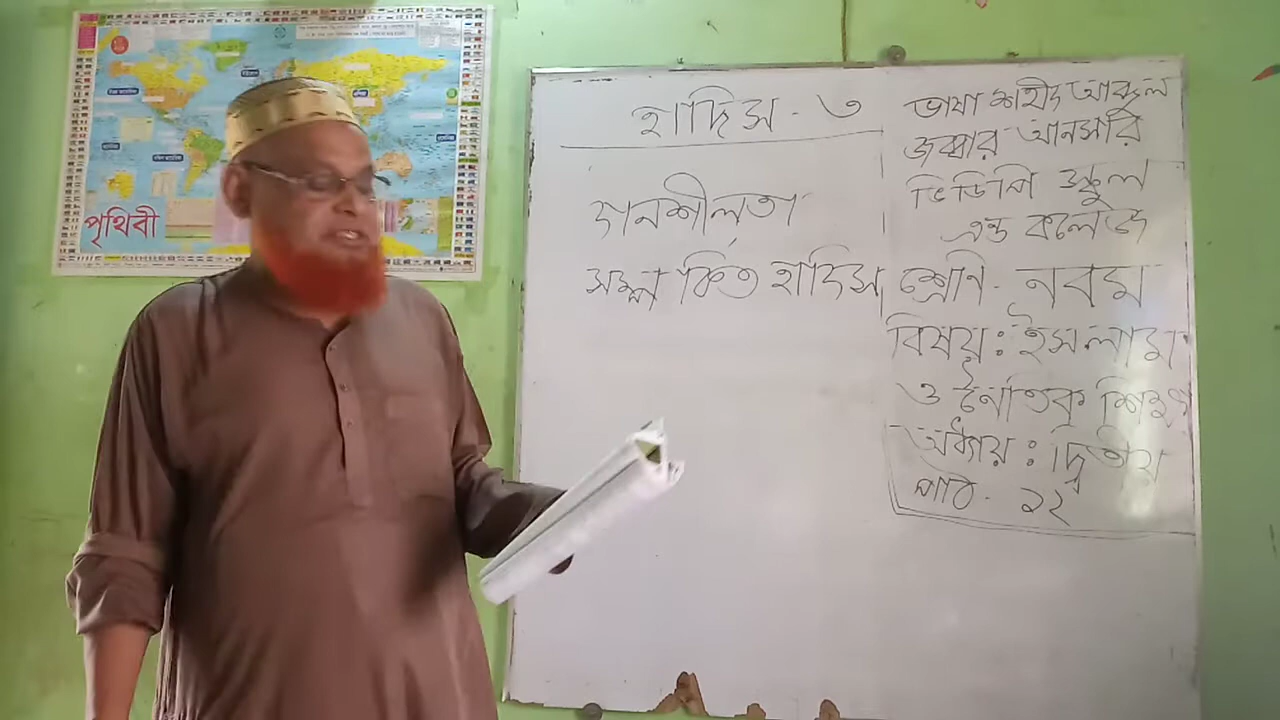 পৃথিবী
হাদিস - ৩
দানশীলতা
সম্পর্কিত হাদিস
ভাষা শহীদ আব্দুল
জব্বার আনসারি
ভিডিপি স্কুল
এন্ড কলেজ
শ্রেণি - নবম
বিষয়: ইসলাম
ও নৈতিক শিক্ষা
অধ্যায় : দ্বিতীয়
পাঠ - ১২